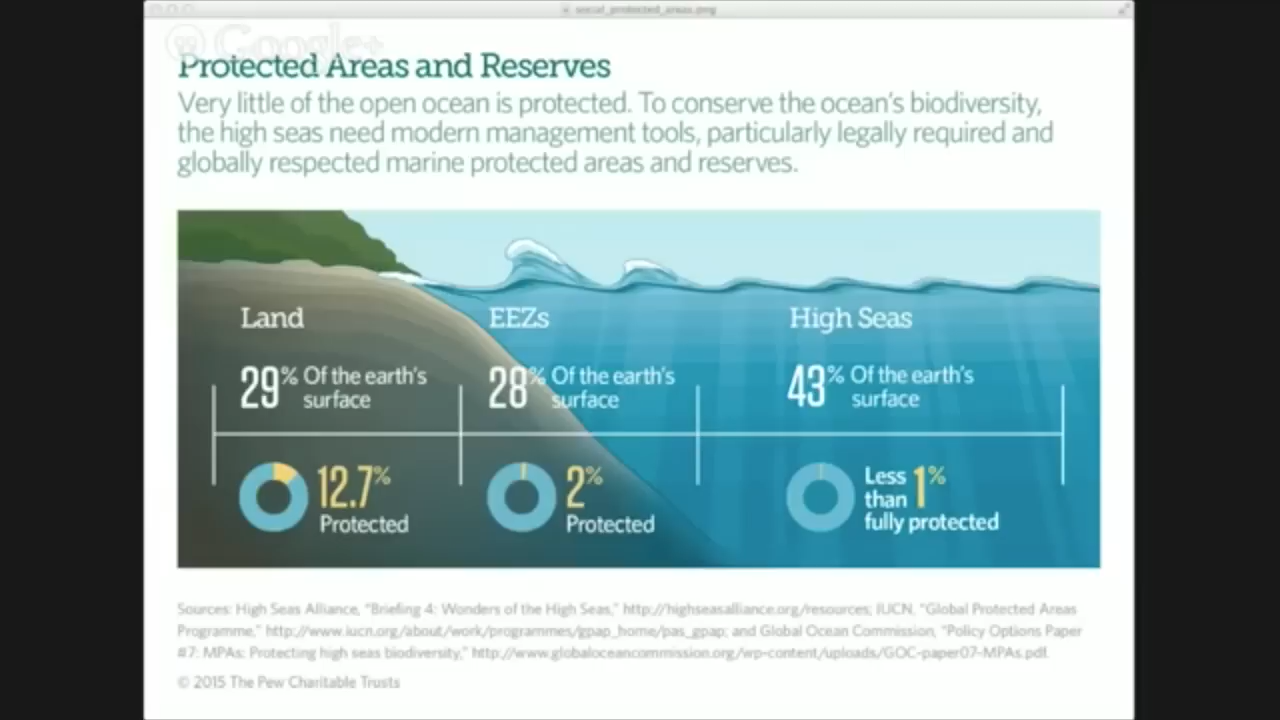 social_protected_areas.png
Google+
Protected Areas and Reserves
Very little of the open ocean is protected. To conserve the ocean's biodiversity,
the high seas need modern management tools, particularly legally required and
globally respected marine protected areas and reserves.
Land
29% Of the earth's
surface
12.7%
Protected
EEZs
28% Of the earth's
surface
2%
Protected
High Seas
43% Of the earth's
surface
Less
than 1%
fully protected
Sources: High Seas Alliance, "Briefing 4: Wonders of the High Seas," http://highseasalliance.org/resources; IUCN, "Global Protected Areas
Programme," http://www.iucn.org/about/work/programmes/gpap_home/pas_gpap; and Global Ocean Commission, "Policy Options Paper
#7: MPAs: Protecting high seas biodiversity," http://www.globaloceancommission.org/wp-content/uploads/GOC-paper07-MPAs.pdf.
© 2015 The Pew Charitable Trusts